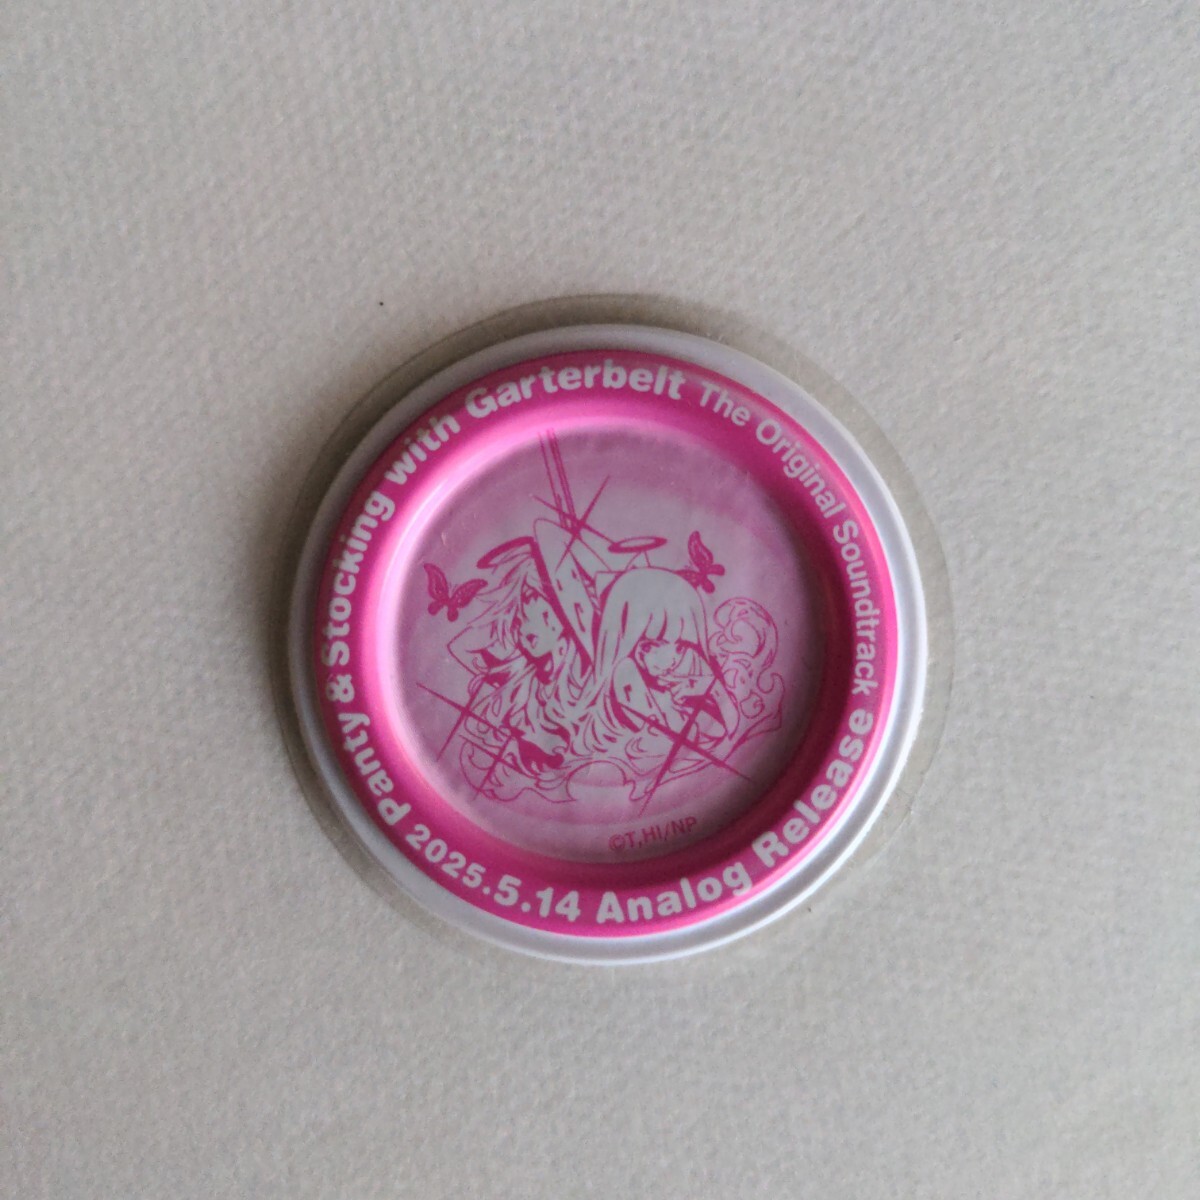 Panty & Stocking with Garterbelt The Original Soundtrack
2025.5.14 Analog Release
©T,HI/NP